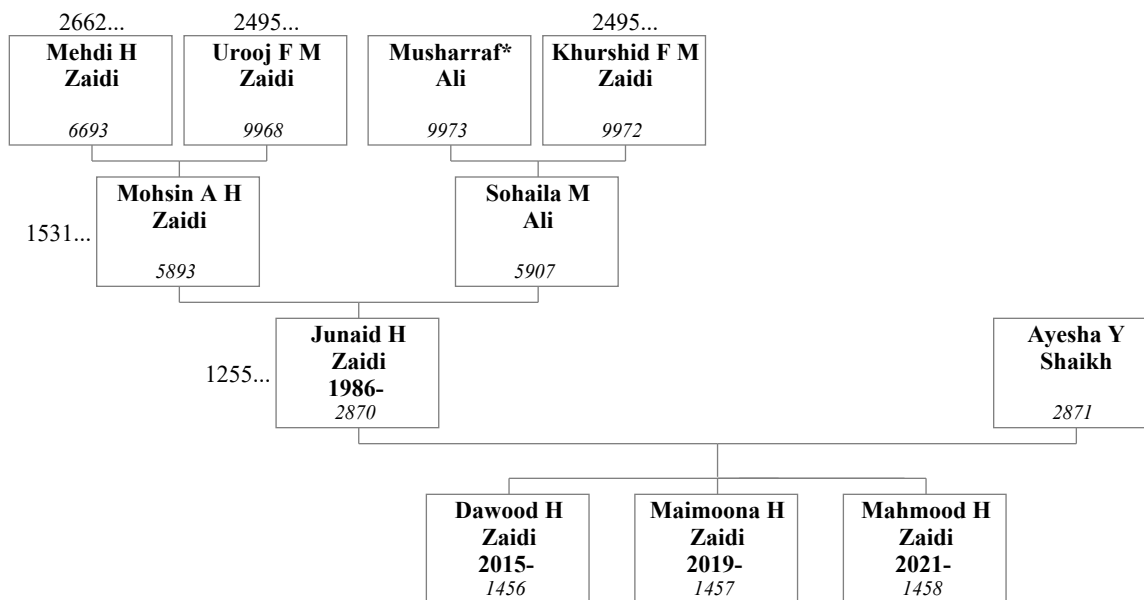 2662...
2495...
2495...
Mehdi H
Zaidi
6693
Urooj F M
Zaidi
9968
Musharraf*
Ali
9973
Khurshid F M
Zaidi
9972
1531...
Mohsin A H
Zaidi
5893
Sohaila M
Ali
5907
1255...
Junaid H
Zaidi
1986-
2870
Ayesha Y
Shaikh
2871
Dawood H
Zaidi
2015-
1456
Maimoona H
Zaidi
2019-
1457
Mahmood H
Zaidi
2021-
1458